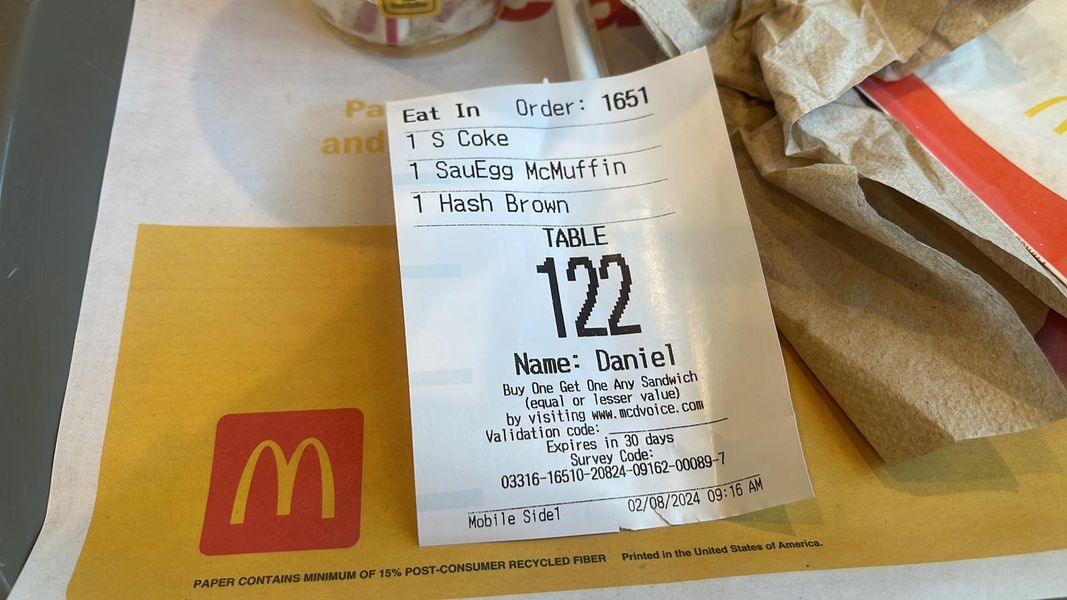 Pa
and
Eat In Order: 1651
1 S Coke
1 SauEgg McMuffin
1 Hash Brown
TABLE
122
Name: Daniel
Buy One Get One Any Sandwich
(equal or lesser value)
by visiting www.mcdvoice.com
Validation code:
Expires in 30 days
Survey Code:
03316-16510-20824-09162-00089-7
Mobile Side1 02/08/2024 09:16 AM
PAPER CONTAINS MINIMUM OF 15% POST-CONSUMER RECYCLED FIBER Printed in the United States of America.